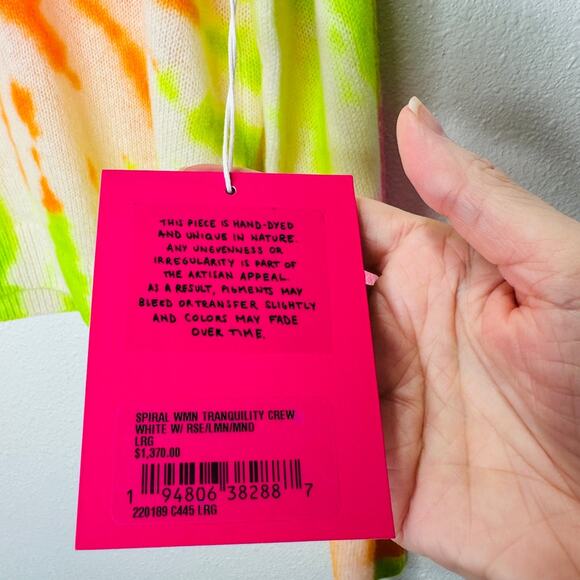 THIS PIECE IS HAND-DYED
AND UNIQUE IN NATURE.
ANY UNEVENNESS OR
IRREGULARITY IS PART OF
THE ARTISAN APPEAL.
AS A RESULT, PIGMENTS MAY
BLEED OR TRANSFER SLIGHTLY
AND COLORS MAY FADE
OVER TIME.
SPIRAL WMN TRANQUILITY CREW
WHITE W/ RSE/LMN/MND
LRG
$1,370.00
1 94806 38288 7
220189 C445 LRG